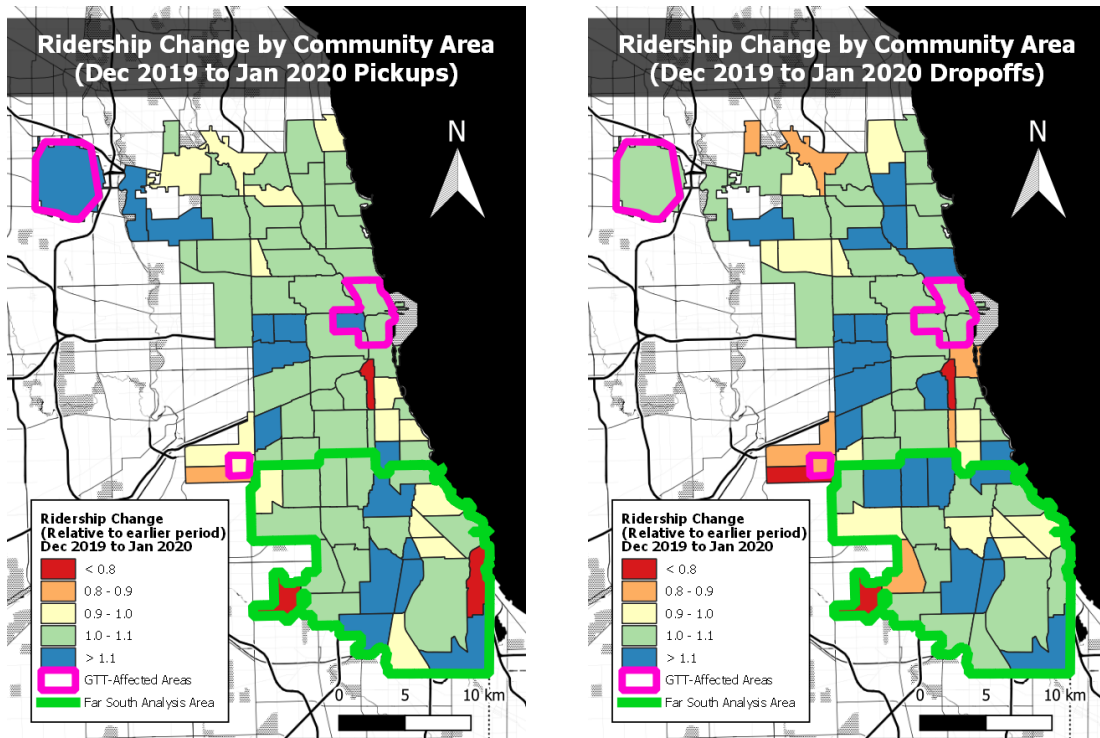 Ridership Change by Community Area
(Dec 2019 to Jan 2020 Pickups)
N
Ridership Change
(Relative to earlier period)
Dec 2019 to Jan 2020
< 0.8
0.8 - 0.9
0.9 - 1.0
1.0 - 1.1
> 1.1
GTT-Affected Areas
Far South Analysis Area
0 5 10 km
Ridership Change by Community Area
(Dec 2019 to Jan 2020 Dropoffs)
N
Ridership Change
(Relative to earlier period)
Dec 2019 to Jan 2020
< 0.8
0.8 - 0.9
0.9 - 1.0
1.0 - 1.1
> 1.1
GTT-Affected Areas
Far South Analysis Area
0 5 10 km